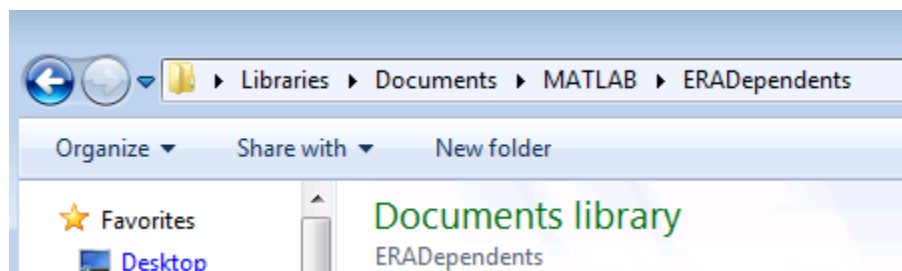 Libraries Documents MATLAB ERADependents
Organize Share with New folder
Favorites
Documents library
Desktop
ERADependents